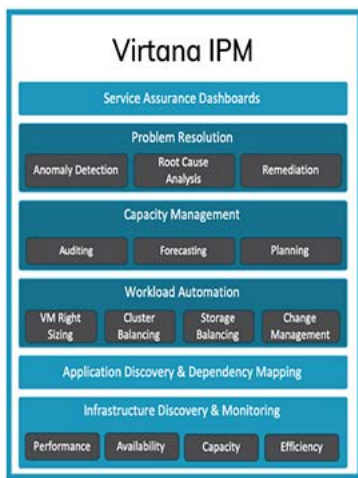 Virtana IPM
Service Assurance Dashboards
Problem Resolution
Anomaly Detection
Root Cause
Analysis
Remediation
Capacity Management
Auditing
Forecasting
Planning
Workload Automation
VM Right
Sizing
Cluster
Balancing
Storage
Balancing
Change
Management
Application Discovery & Dependency Mapping
Infrastructure Discovery & Monitoring
Performance
Availability
Capacity
Efficiency